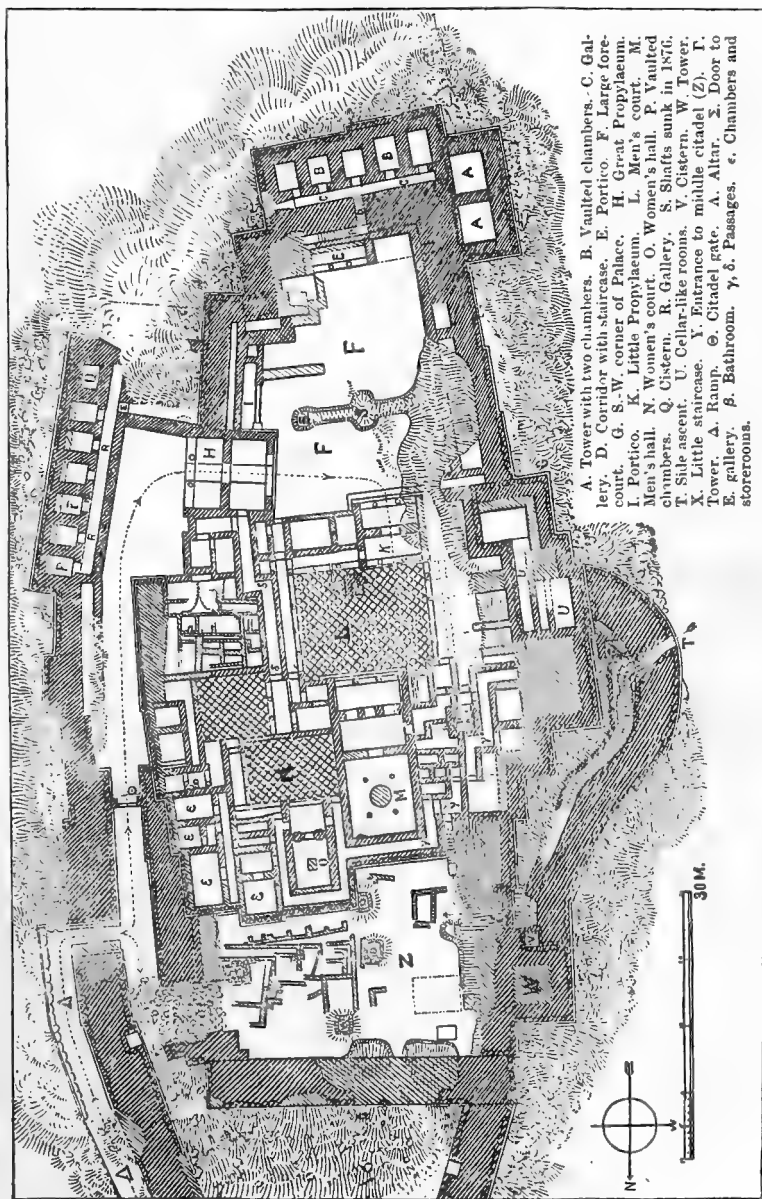 P
P
R
R
H
F
F
E
C
B
B
C
A
A
I
K
L
N
O
M
ε
ε
ε
ε
δ
γ
Z
U
U
T
V
W
Δ
Δ
N
30 M.
A. Tower with two chambers. B. Vaulted chambers. C. Gal-
lery. D. Corridor with staircase. E. Portico. F. Large fore-
court. G. S.-W. corner of Palace. H. Great Propylaeum.
I. Portico. K. Little Propylaeum. L. Men's court. M.
Men's hall. N. Women's court. O. Women's hall. P. Vaulted
chambers. Q. Cistern. R. Gallery. S. Shafts sunk in 1876.
T. Side ascent. U. Cellar-like rooms. V. Cistern. W. Tower.
X. Little staircase. Y. Entrance to middle citadel (Z). Γ.
Tower. Δ. Ramp. Θ. Citadel gate. A. Altar. Σ. Door to
E. gallery. β. Bathroom. γ, δ. Passages. ε. Chambers and
storerooms.